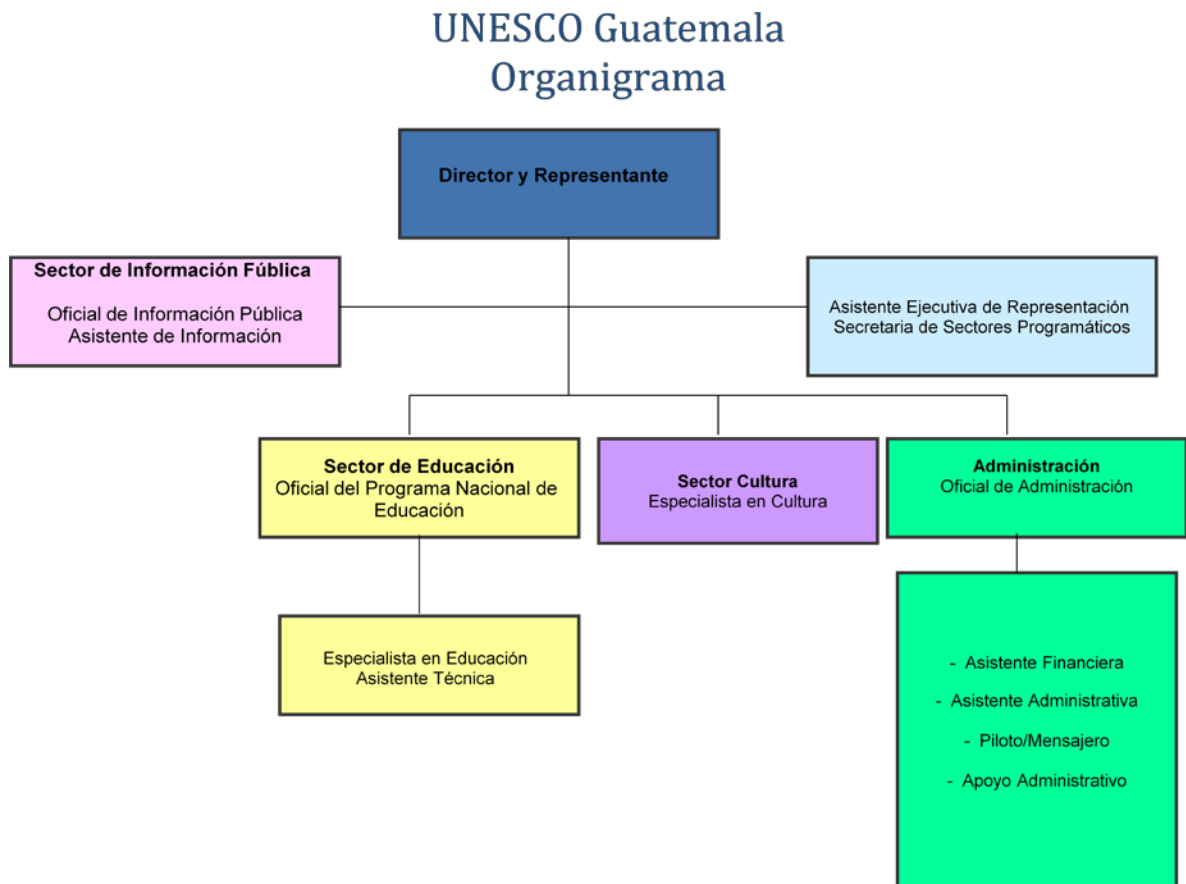 UNESCO Guatemala
Organigrama
Director y Representante
Sector de Información Fública
Oficial de Información Pública
Asistente de Información
Asistente Ejecutiva de Representación
Secretaria de Sectores Programáticos
Sector de Educación
Oficial del Programa Nacional de
Educación
Sector Cultura
Especialista en Cultura
Administración
Oficial de Administración
Especialista en Educación
Asistente Técnica
- Asistente Financiera
- Asistente Administrativa
- Piloto/Mensajero
- Apoyo Administrativo